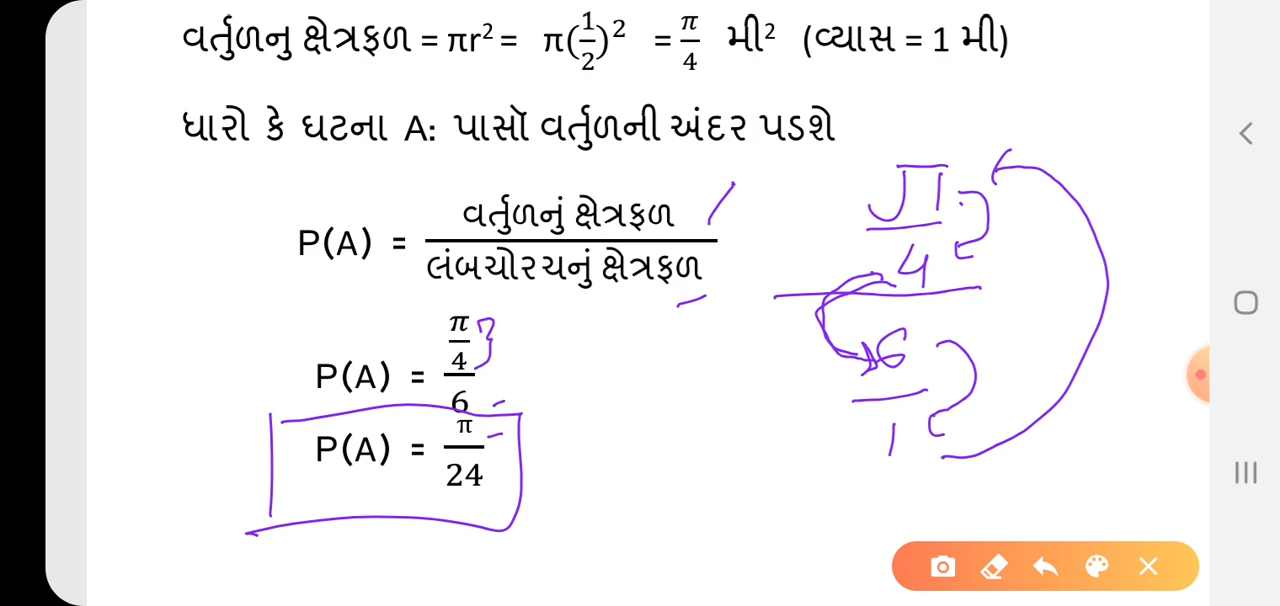 વર્તુળનુ ક્ષેત્રફળ = πr² = π(1/2)² = π/4 મી² (વ્યાસ = 1 મી)
ધારો કે ઘટના A: પાસૉ વર્તુળની અંદર પડશે
P(A) = વર્તુળનું ક્ષેત્રફળ / લંબચોરચનું ક્ષેત્રફળ
P(A) = π/4 / 6
P(A) = π/24
π
4
6
1